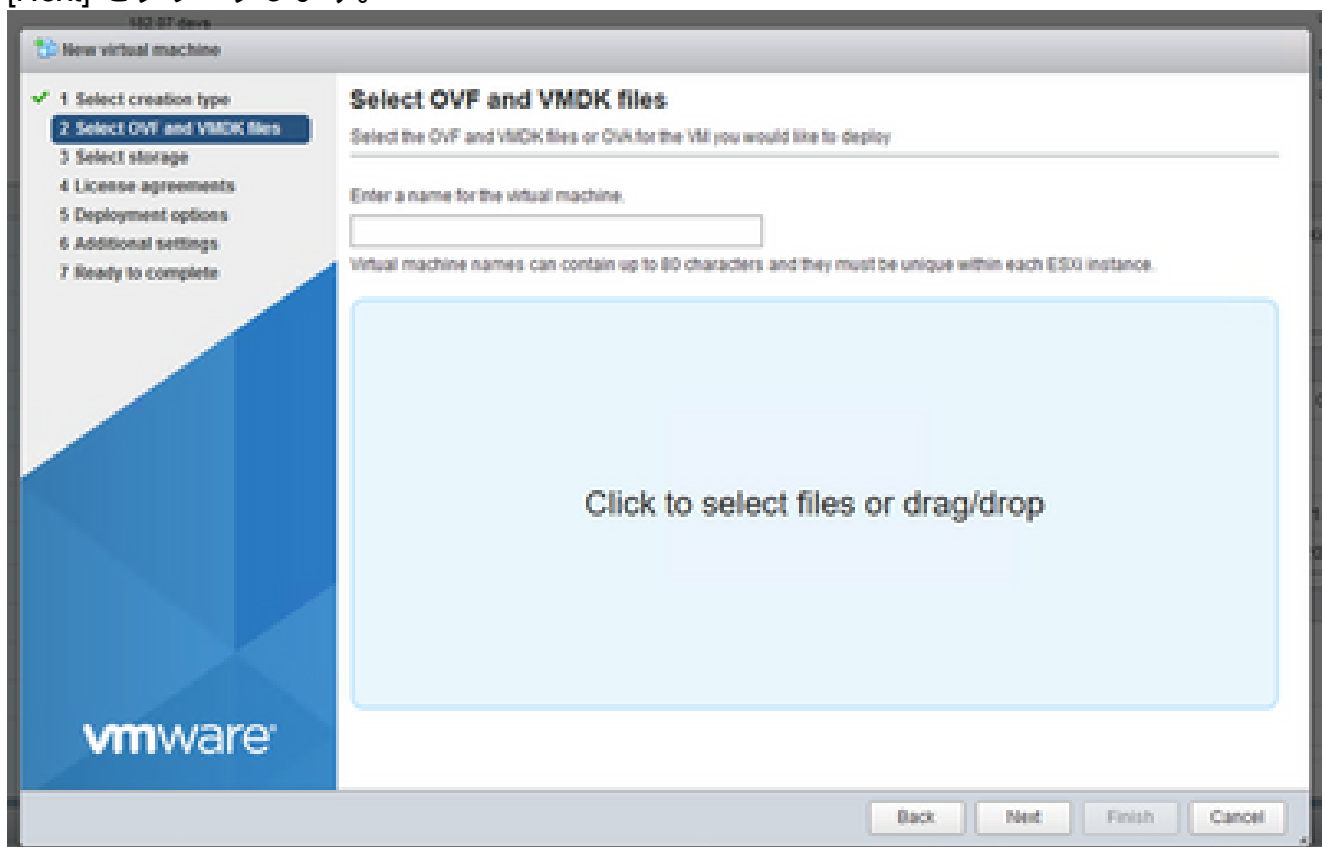 182.07 days
New virtual machine
1 Select creation type
2 Select OVF and VMDK files
3 Select storage
4 License agreements
5 Deployment options
6 Additional settings
7 Ready to complete
Select OVF and VMDK files
Select the OVF and VMDK files or OVA for the VM you would like to deploy
Enter a name for the virtual machine.
Virtual machine names can contain up to 80 characters and they must be unique within each ESXi instance.
Click to select files or drag/drop
vmware
Back
Next
Finish
Cancel